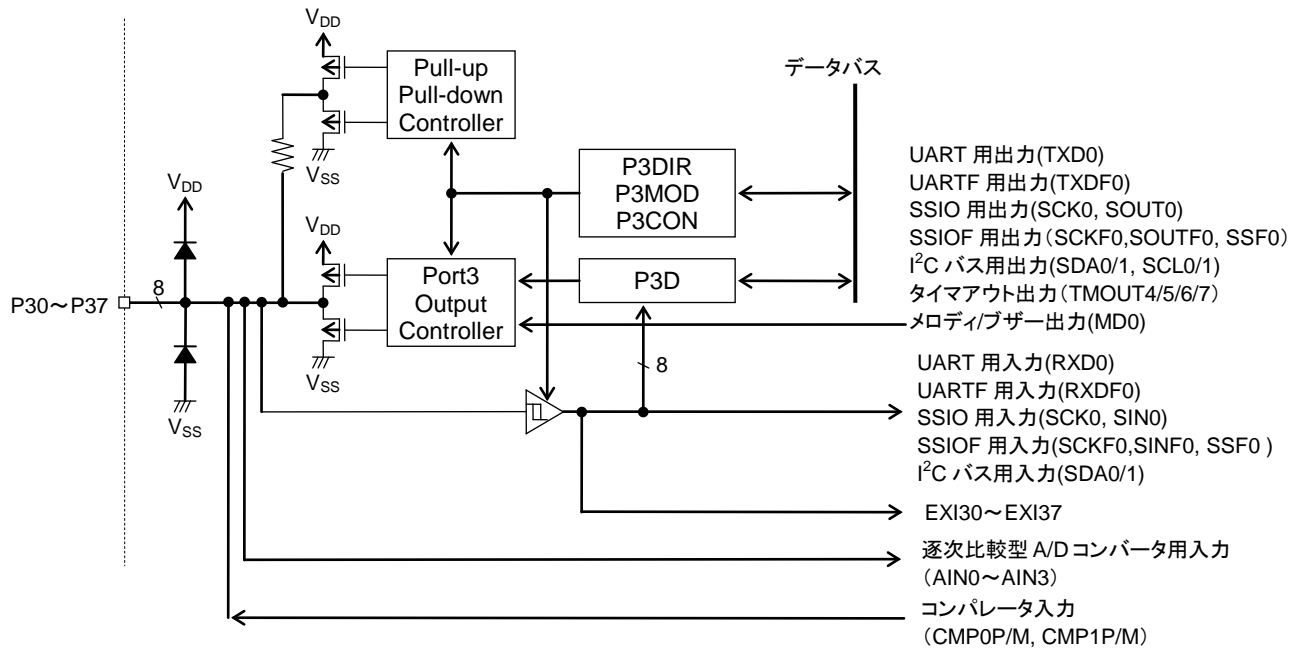 V_DD
Pull-up
Pull-down
Controller
V_SS
データバス
P3DIR
P3MOD
P3CON
V_DD
V_DD
Port3
Output
Controller
P3D
P30～P37
8
V_SS
V_SS
8
UART 用出力(TXD0)
UARTF 用出力(TXDF0)
SSIO 用出力(SCK0, SOUT0)
SSIOF 用出力(SCKF0,SOUTF0, SSF0)
I²C バス用出力(SDA0/1, SCL0/1)
タイマアウト出力(TMOUT4/5/6/7)
メロディ/ブザー出力(MD0)
UART 用入力(RXD0)
UARTF 用入力(RXDF0)
SSIO 用入力(SCK0, SIN0)
SSIOF 用入力(SCKF0,SINF0, SSF0 )
I²C バス用入力(SDA0/1)
EXI30～EXI37
逐次比較型 A/D コンバータ用入力
(AIN0～AIN3)
コンパレータ入力
(CMP0P/M, CMP1P/M)